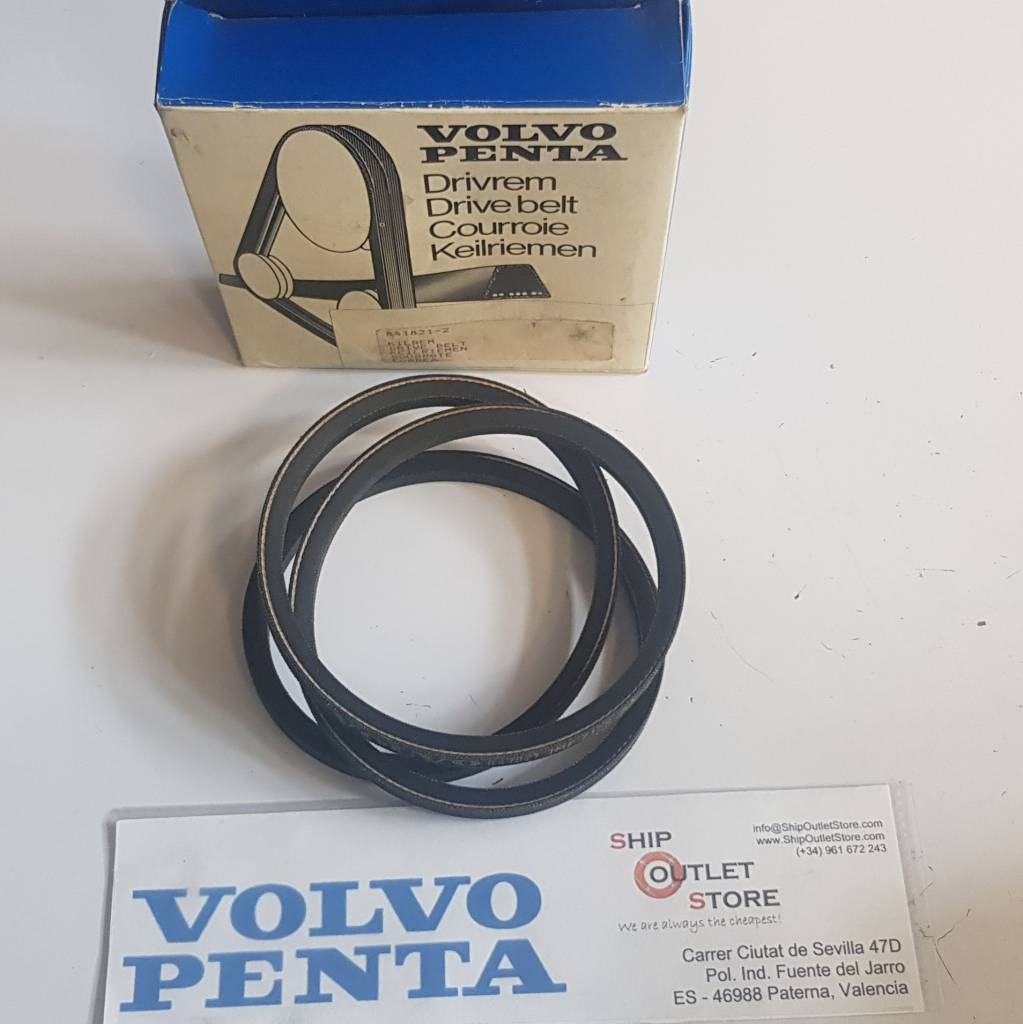 VOLVO
PENTA
Drivrem
Drive belt
Courroie
Keilriemen
DRIVE BELT
VOLVO
PENTA
SHIP
OUTLET
STORE
We are always the cheapest!
info@ShipOutletStore.com
www.ShipOutletStore.com
(+34) 961 672 243
Carrer Ciutat de Sevilla 47D
Pol. Ind. Fuente del Jarro
ES - 46988 Paterna, Valencia